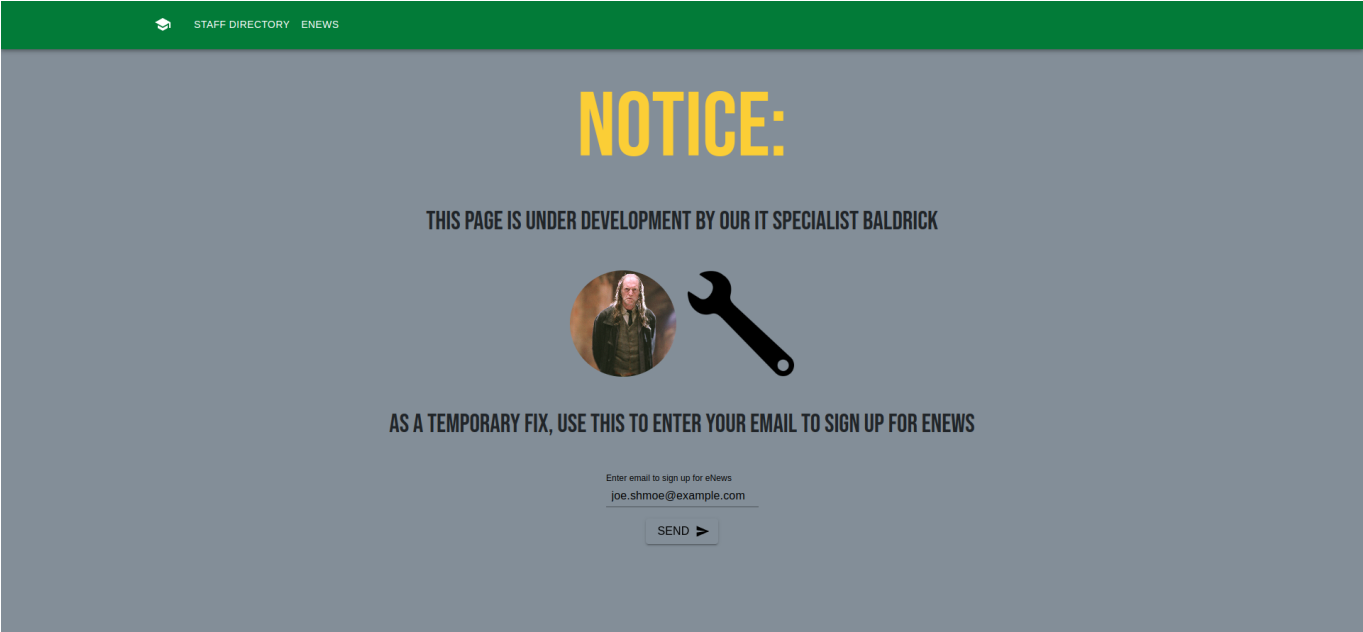 STAFF DIRECTORY ENEWS
NOTICE:
THIS PAGE IS UNDER DEVELOPMENT BY OUR IT SPECIALIST BALDRICK
AS A TEMPORARY FIX, USE THIS TO ENTER YOUR EMAIL TO SIGN UP FOR ENEWS
Enter email to sign up for eNews
joe.shmoe@example.com
SEND